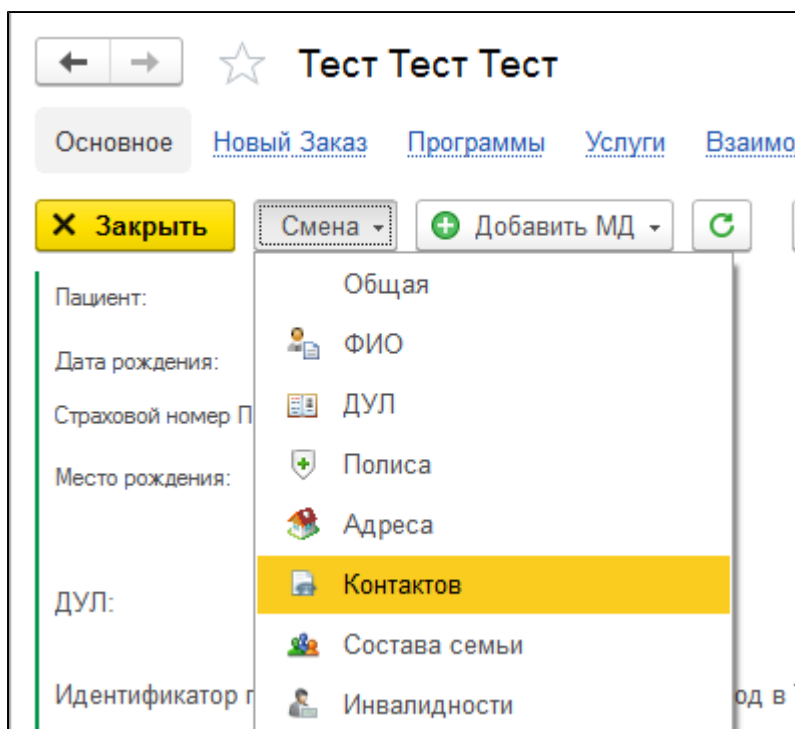 Тест Тест Тест
Основное Новый Заказ Программы Услуги
Закрыть Смена Добавить МД
Пациент:
Общая
ФИО
Дата рождения:
ДУЛ
Страховой номер
Полиса
Место рождения:
Адреса
Контактов
ДУЛ:
Состава семьи
Идентификатор
Инвалидности
в